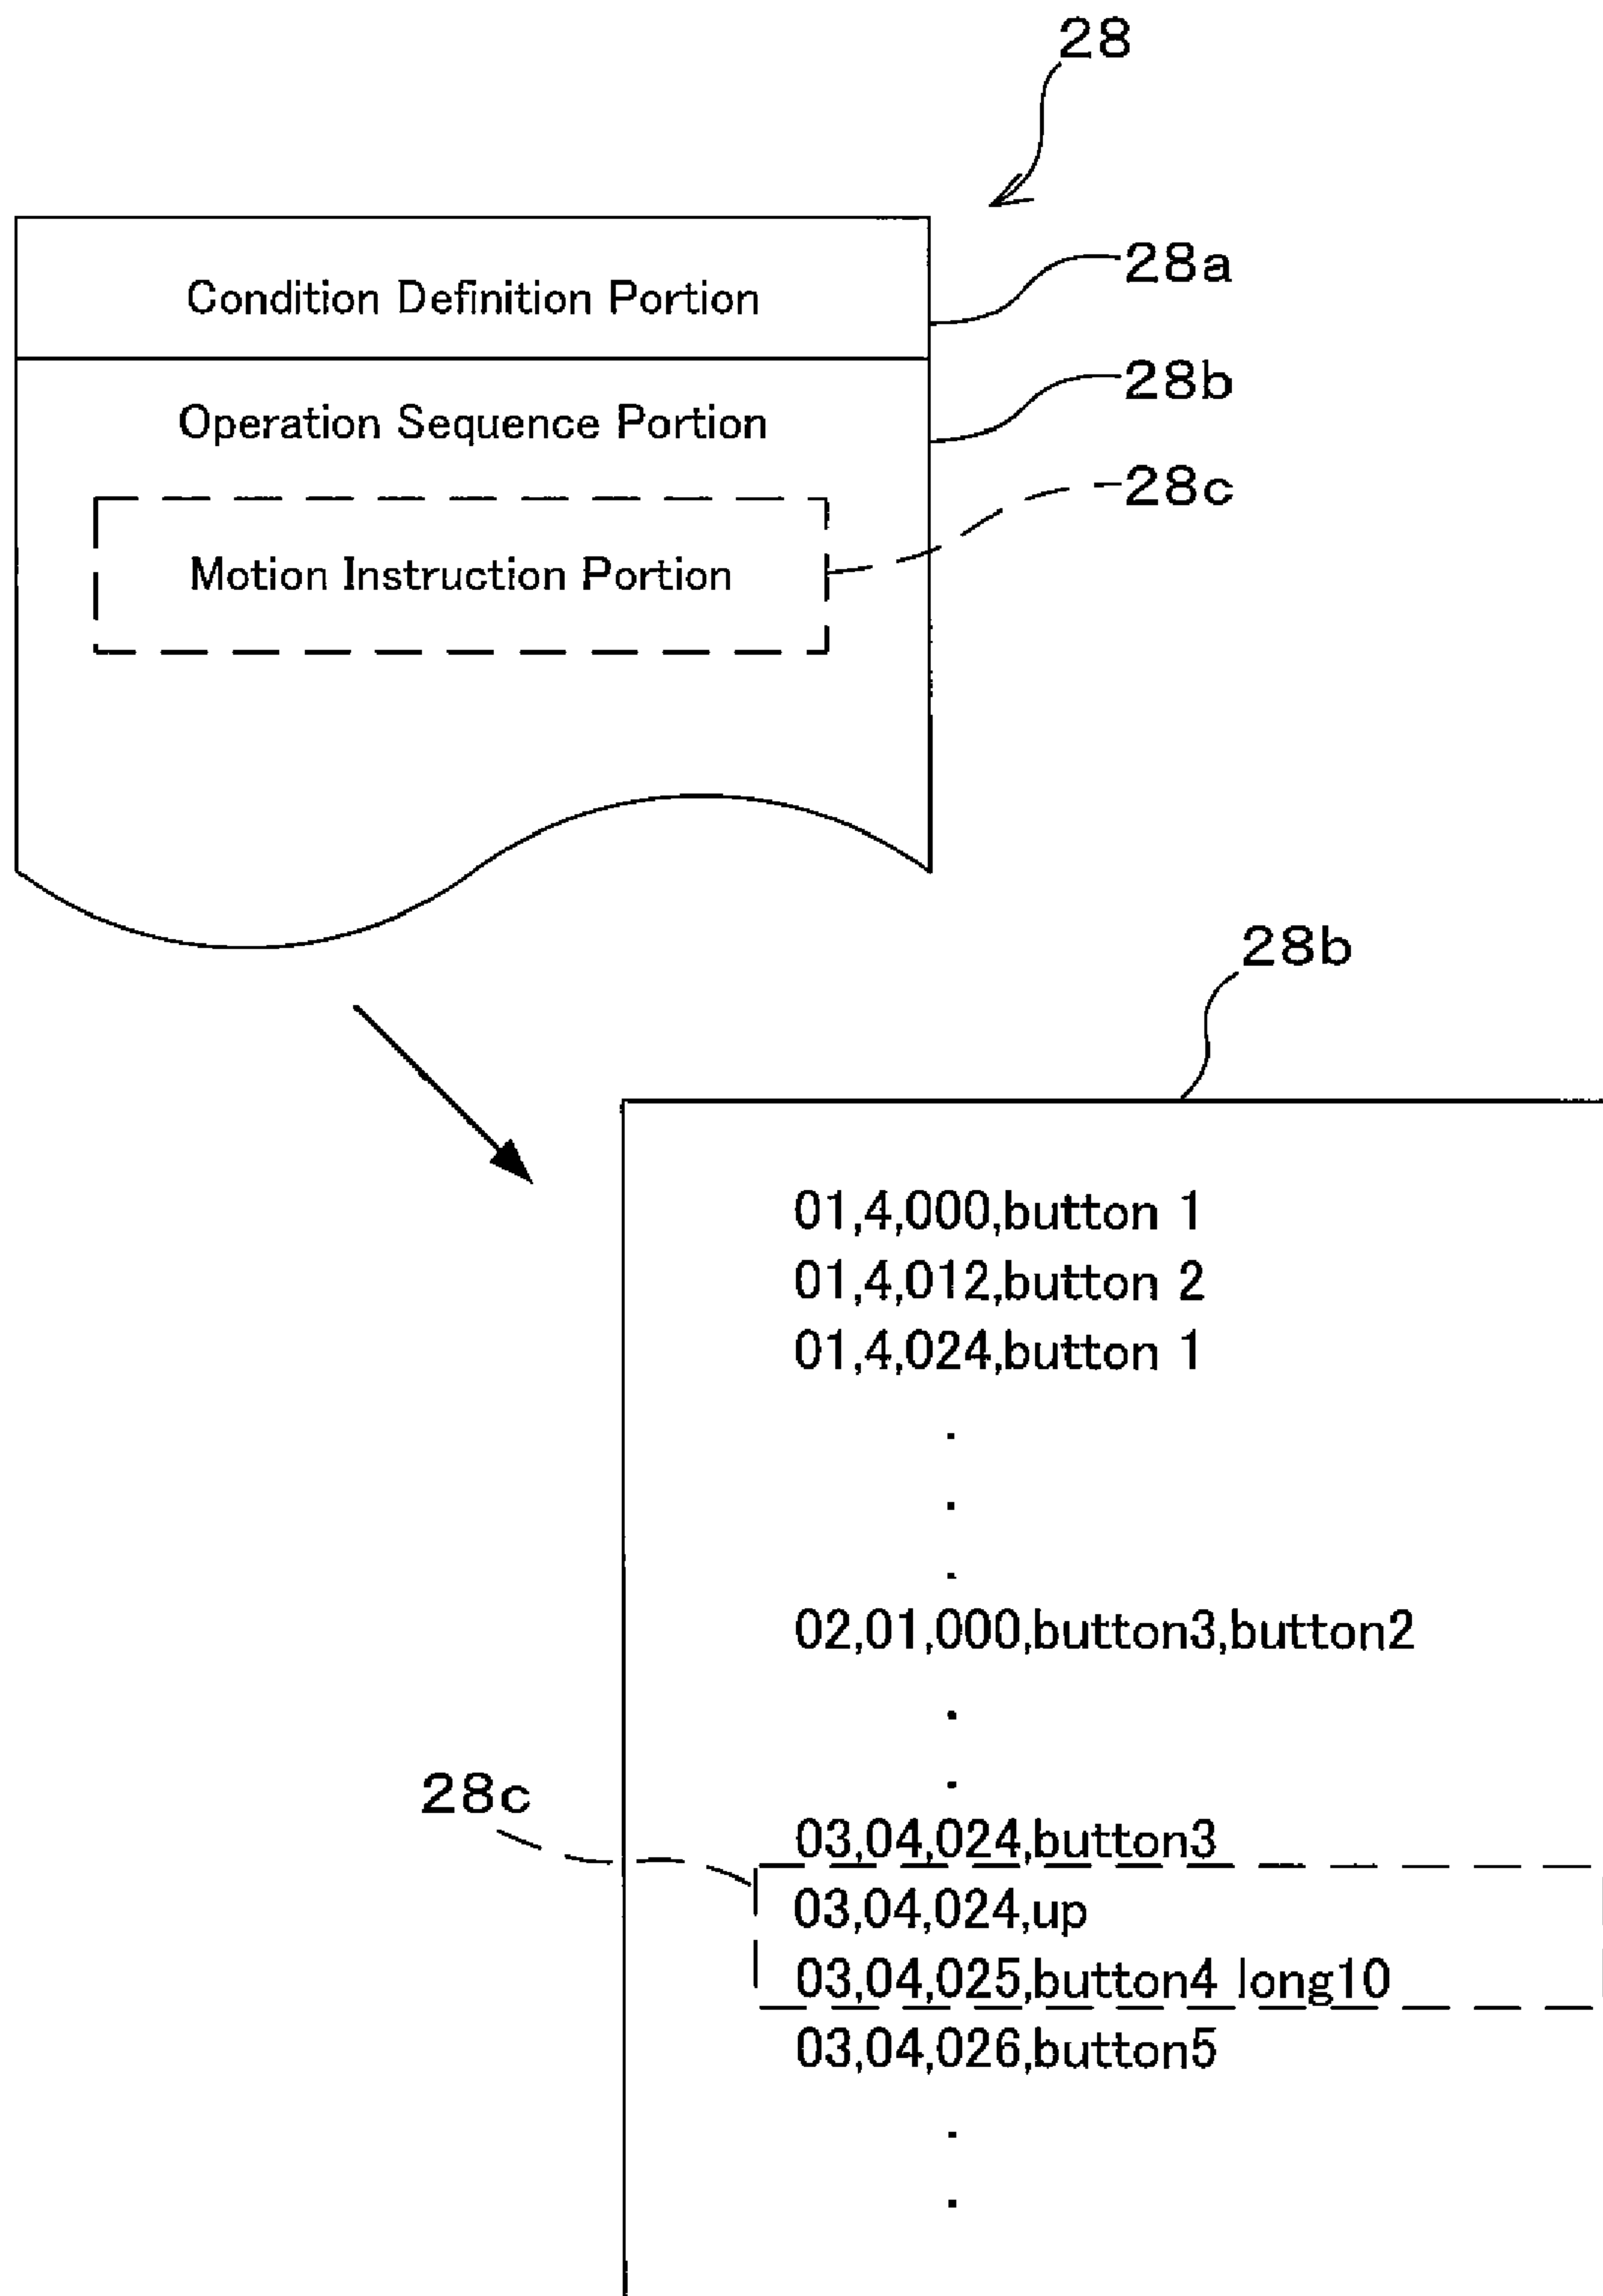 28
Condition Definition Portion
28a
Operation Sequence Portion
28b
Motion Instruction Portion
28c
28b
01,4,000,button 1
01,4,012,button 2
01,4,024,button 1
.
.
.
02,01,000,button3,button2
.
.
28c
03,04,024,button3
03,04,024,up
03,04,025,button4 long10
03,04,026,button5
.
.